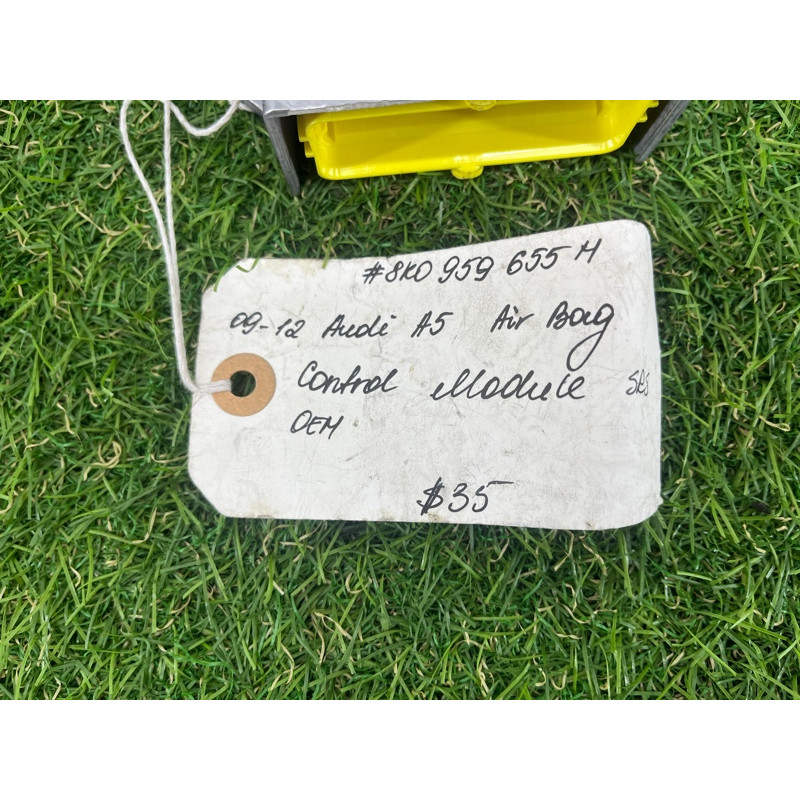 #8K0 959 655 H
09-12 Audi A5 Air Bag
Control Module SRS
OEM
$35